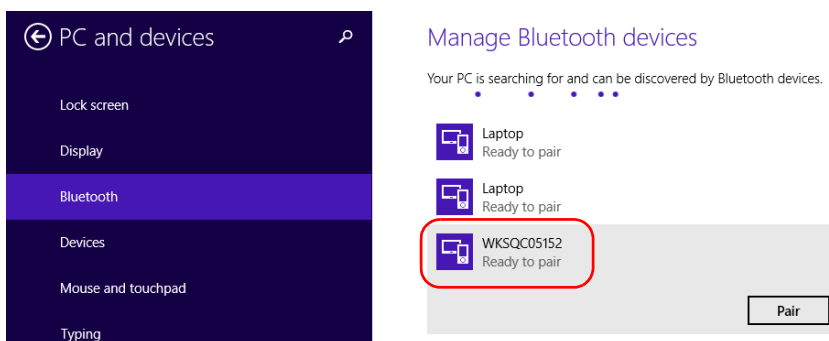 PC and devices
Lock screen
Display
Bluetooth
Devices
Mouse and touchpad
Typing
Manage Bluetooth devices
Your PC is searching for and can be discovered by Bluetooth devices.
Laptop
Ready to pair
Laptop
Ready to pair
WKSQC05152
Ready to pair
Pair